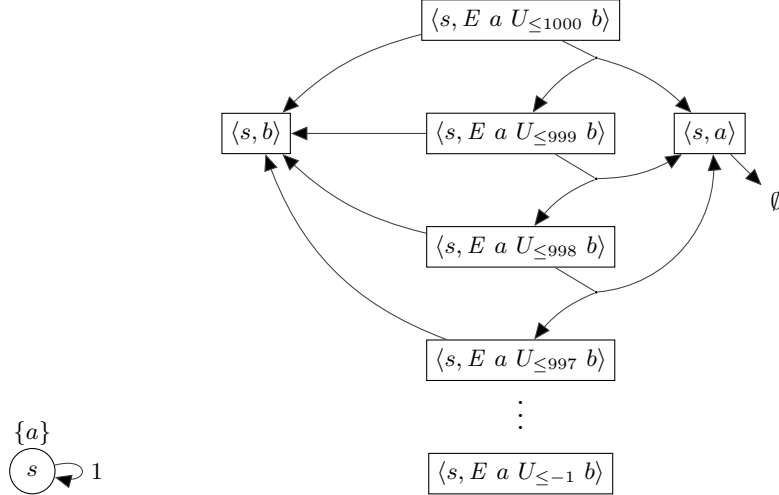 ⟨s, E a U≤1000 b⟩
⟨s, b⟩
⟨s, E a U≤999 b⟩
⟨s, a⟩
∅
⟨s, E a U≤998 b⟩
⟨s, E a U≤997 b⟩
⋮
{a}
s
1
⟨s, E a U≤−1 b⟩